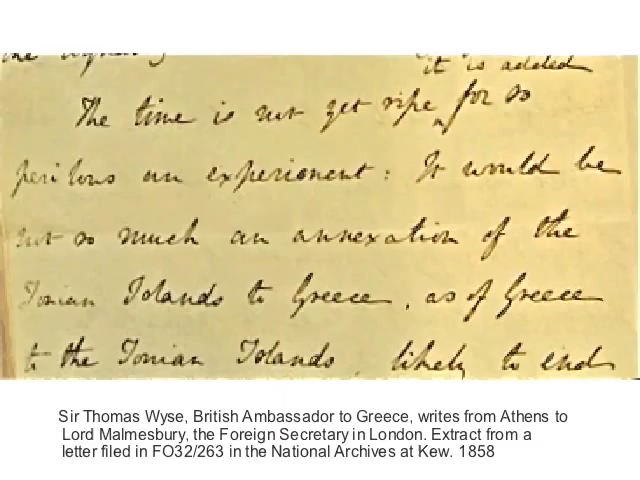 it is added
The time is not yet ripe ^ for so
perilous an experiment: It would be
not so much an annexation of the
Ionian Islands to Greece, as of Greece
to the Ionian Islands, likely to end
Sir Thomas Wyse, British Ambassador to Greece, writes from Athens to
Lord Malmesbury, the Foreign Secretary in London. Extract from a
letter filed in FO32/263 in the National Archives at Kew. 1858